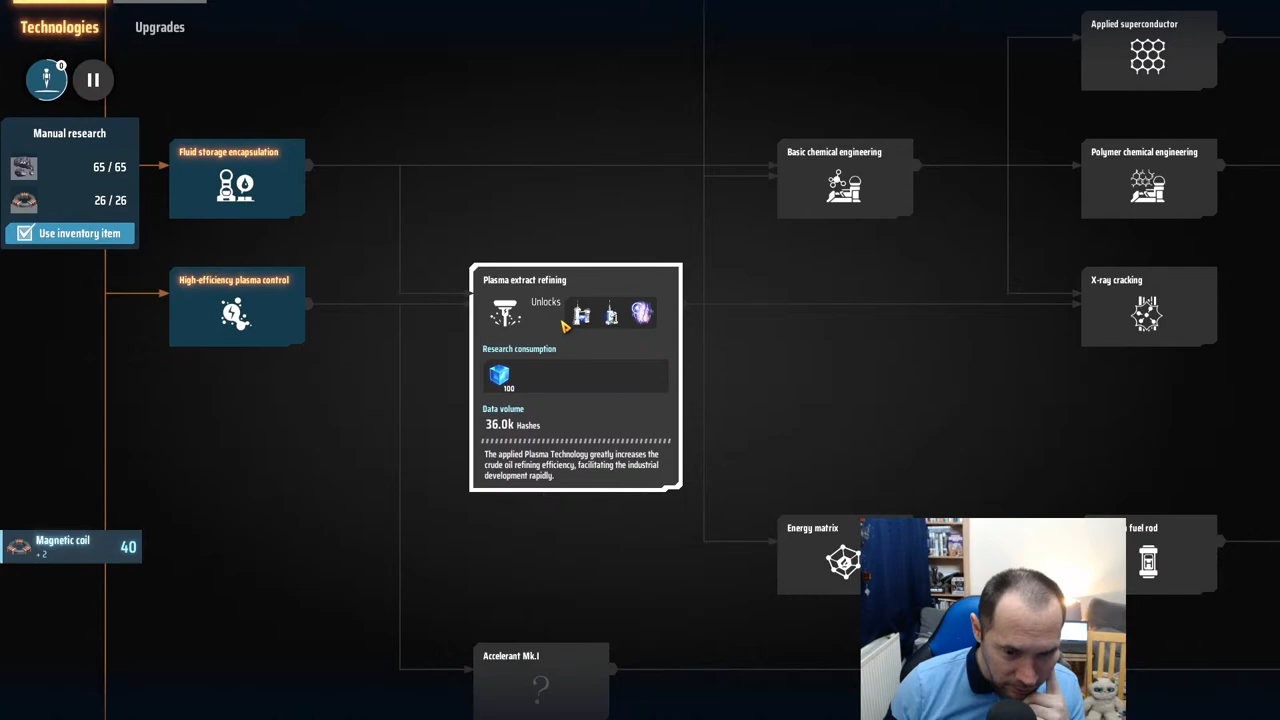 Technologies
Upgrades
0
Manual research
65 / 65
26 / 26
Use inventory item
Magnetic coil
+2
40
Fluid storage encapsulation
High-efficiency plasma control
Plasma extract refining
Unlocks
Research consumption
100
Data volume
36.0k Hashes
The applied Plasma Technology greatly increases the
crude oil refining efficiency, facilitating the industrial
development rapidly.
Accelerant Mk.I
?
Basic chemical engineering
Energy matrix
Applied superconductor
Polymer chemical engineering
X-ray cracking
fuel rod